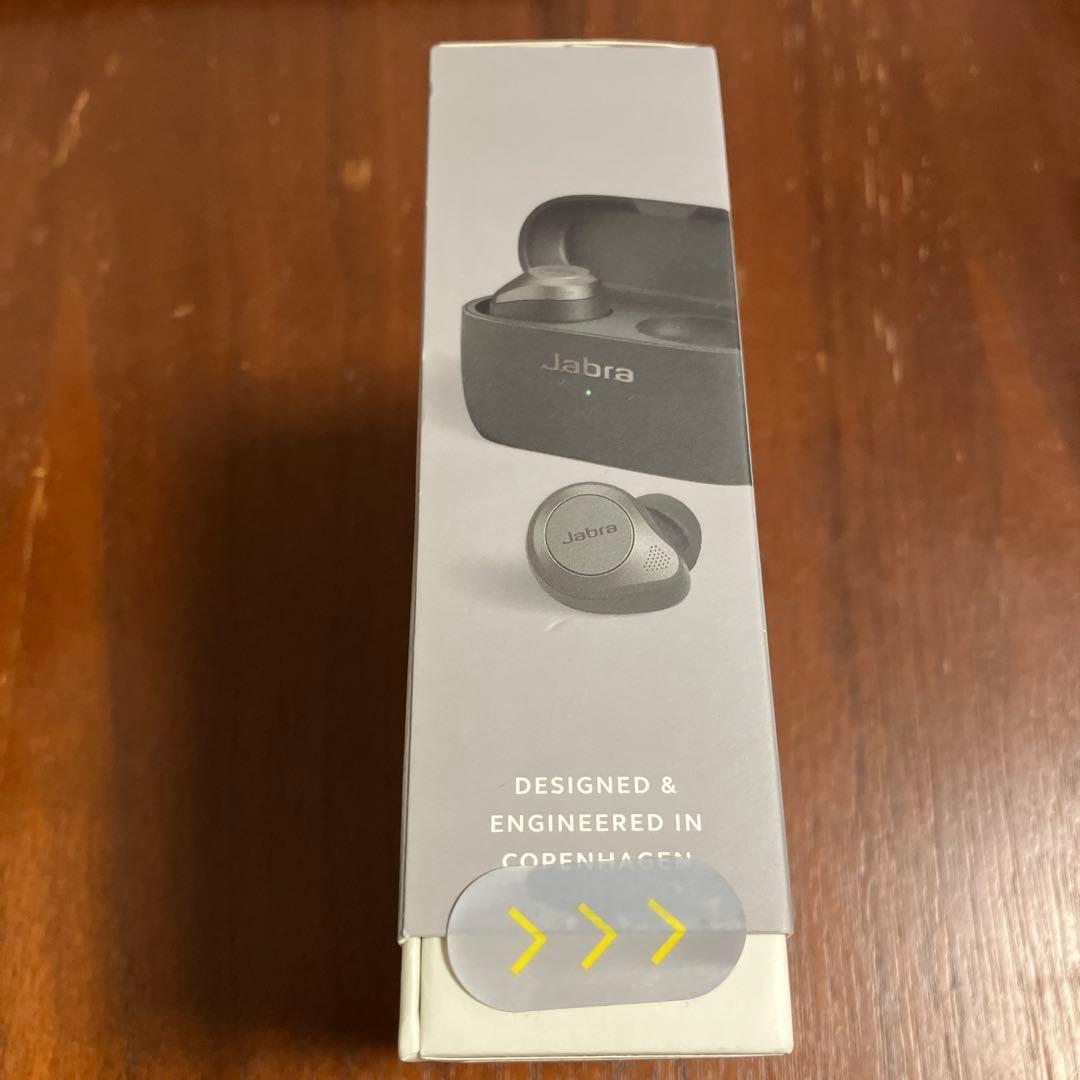 Jabra
Jabra
DESIGNED &
ENGINEERED IN
COPENHAGEN